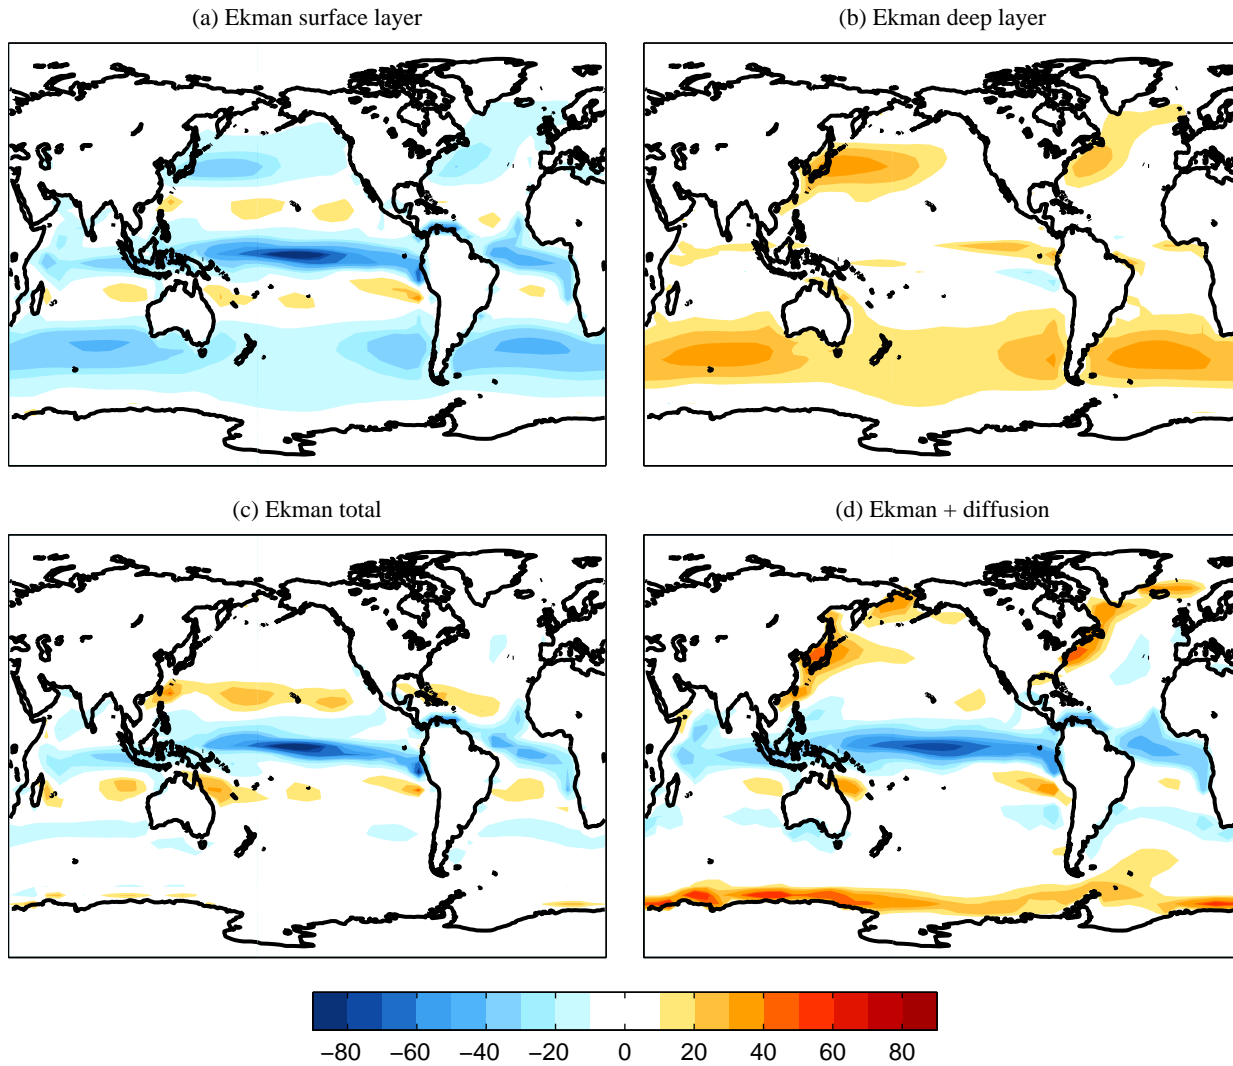 (a) Ekman surface layer
(b) Ekman deep layer
(c) Ekman total
(d) Ekman + diffusion
−80 −60 −40 −20 0 20 40 60 80